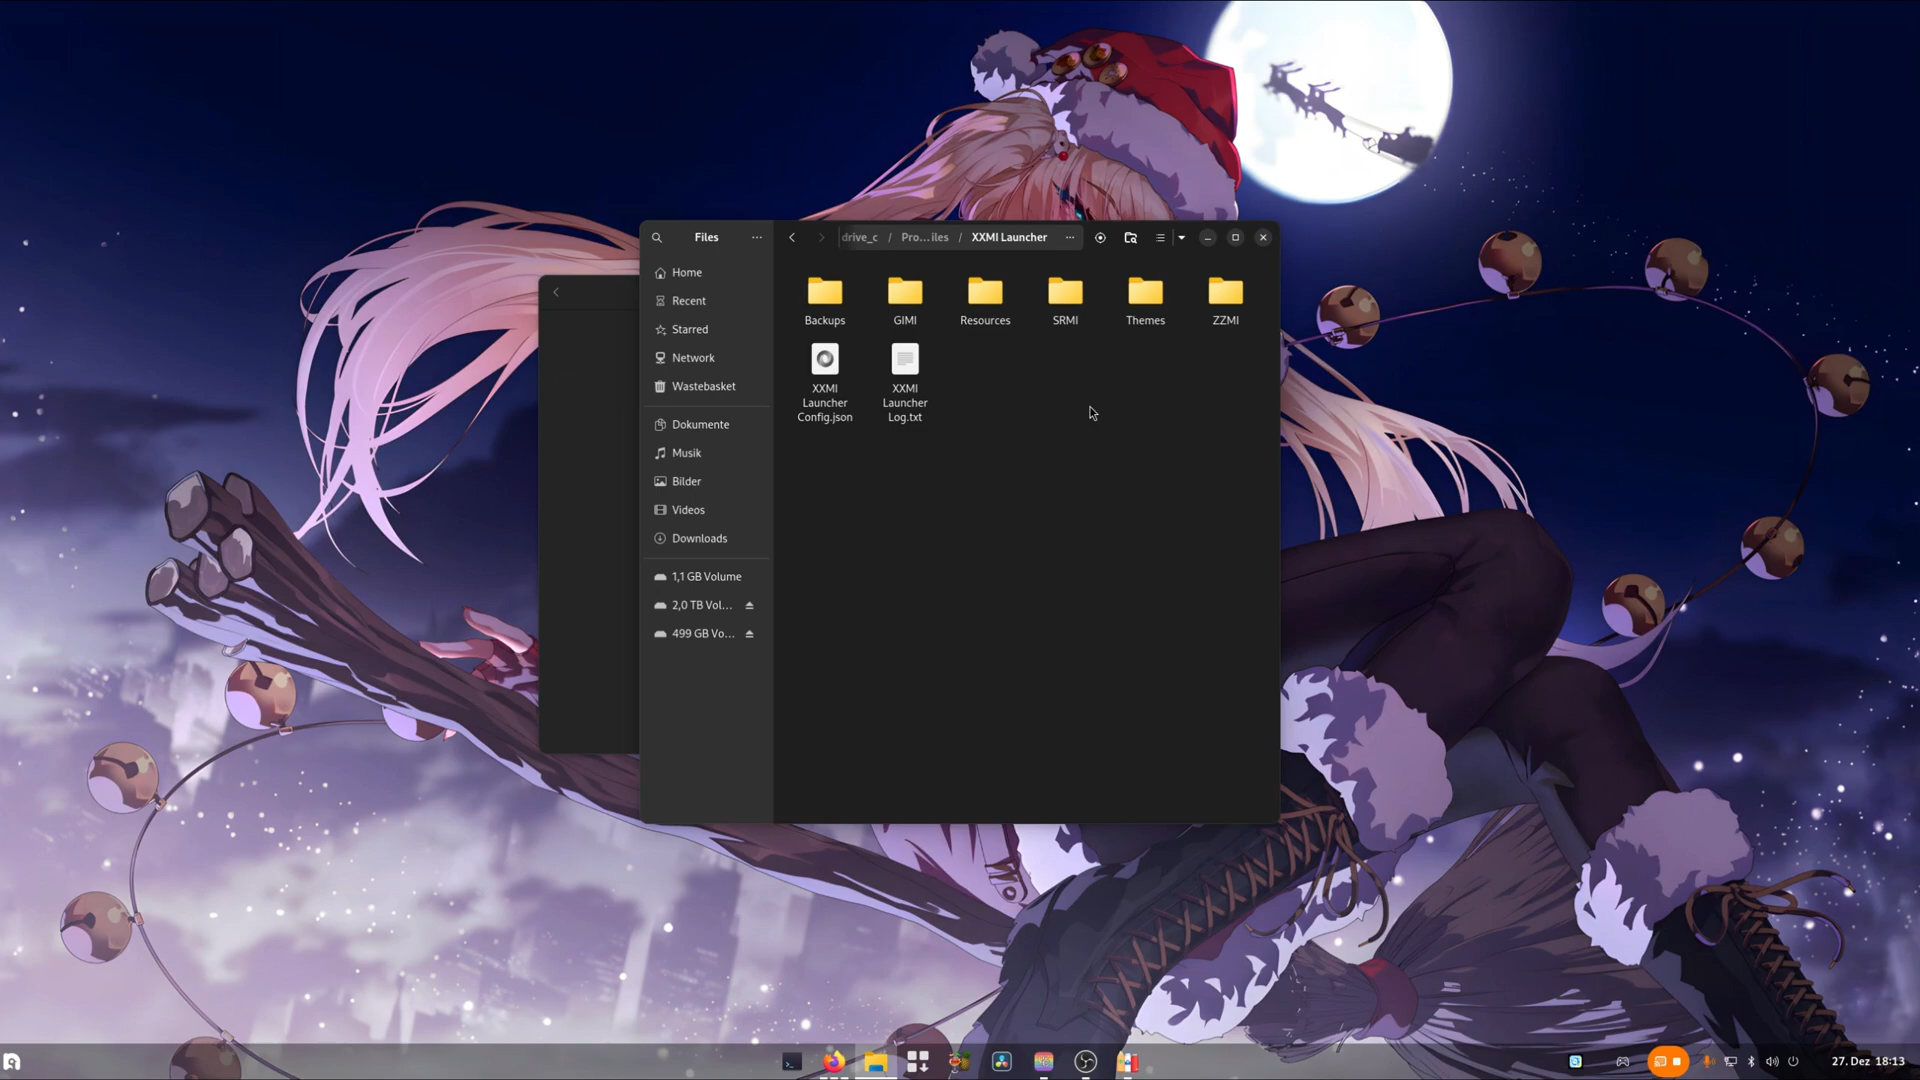 Files
drive_c / Pro…iles / XXMI Launcher
Home
Recent
Starred
Network
Wastebasket
Dokumente
Musik
Bilder
Videos
Downloads
1,1 GB Volume
2,0 TB Vol…
499 GB Vo…
Backups
GIMI
Resources
SRMI
Themes
ZZMI
XXMI
Launcher
Config.json
XXMI
Launcher
Log.txt
27. Dez 18:13